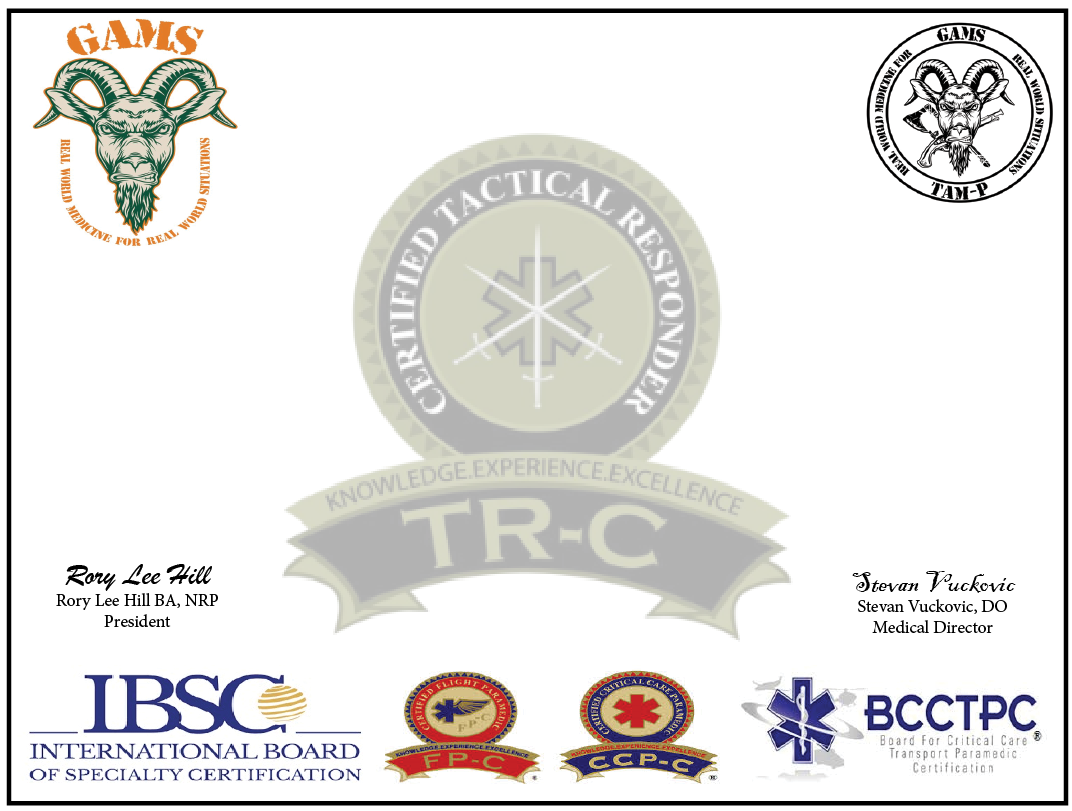 GAMS
REAL WORLD MEDICINE FOR REAL WORLD SITUATIONS
GAMS
REAL WORLD MEDICINE FOR
REAL WORLD SITUATIONS
TAM-P
CERTIFIED TACTICAL RESPONDER
KNOWLEDGE.EXPERIENCE.EXCELLENCE
TR-C
Rory Lee Hill
Rory Lee Hill BA, NRP
President
Stevan Vuckovic
Stevan Vuckovic, DO
Medical Director
IBSC
INTERNATIONAL BOARD
OF SPECIALTY CERTIFICATION
CERTIFIED FLIGHT PARAMEDIC
FP-C
KNOWLEDGE.EXPERIENCE.EXCELLENCE
FP-C
®
CERTIFIED CRITICAL CARE PARAMEDIC
KNOWLEDGE.EXPERIENCE.EXCELLENCE
CCP-C
®
BCCTPC
Board For Critical Care ®
Transport Paramedic
Certification